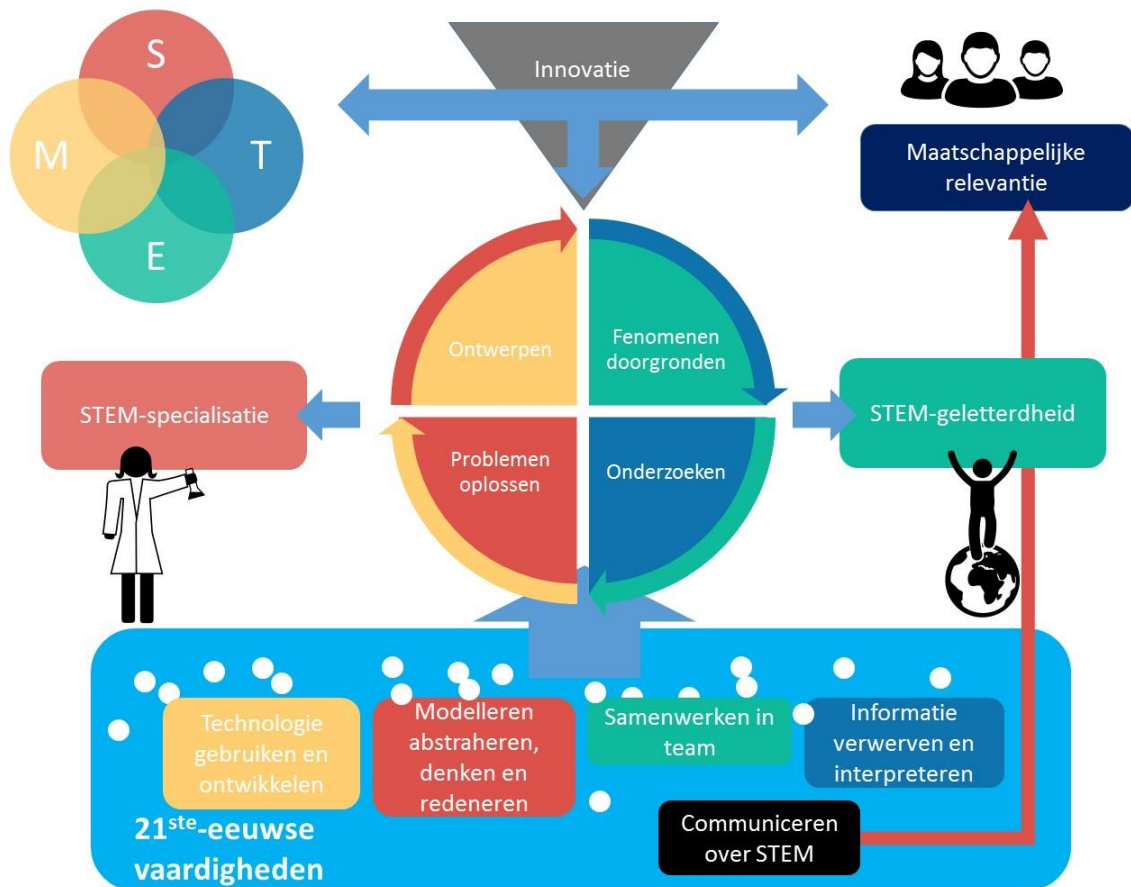 S
M
T
E
Innovatie
Maatschappelijke
relevantie
Ontwerpen
Fenomenen
doorgronden
STEM-specialisatie
STEM-geletterdheid
Problemen
oplossen
Onderzoeken
Technologie
gebruiken en
ontwikkelen
Modelleren
abstraheren,
denken en
redeneren
Samenwerken in
team
Informatie
verwerven en
interpreteren
21ste-eeuwse
vaardigheden
Communiceren
over STEM